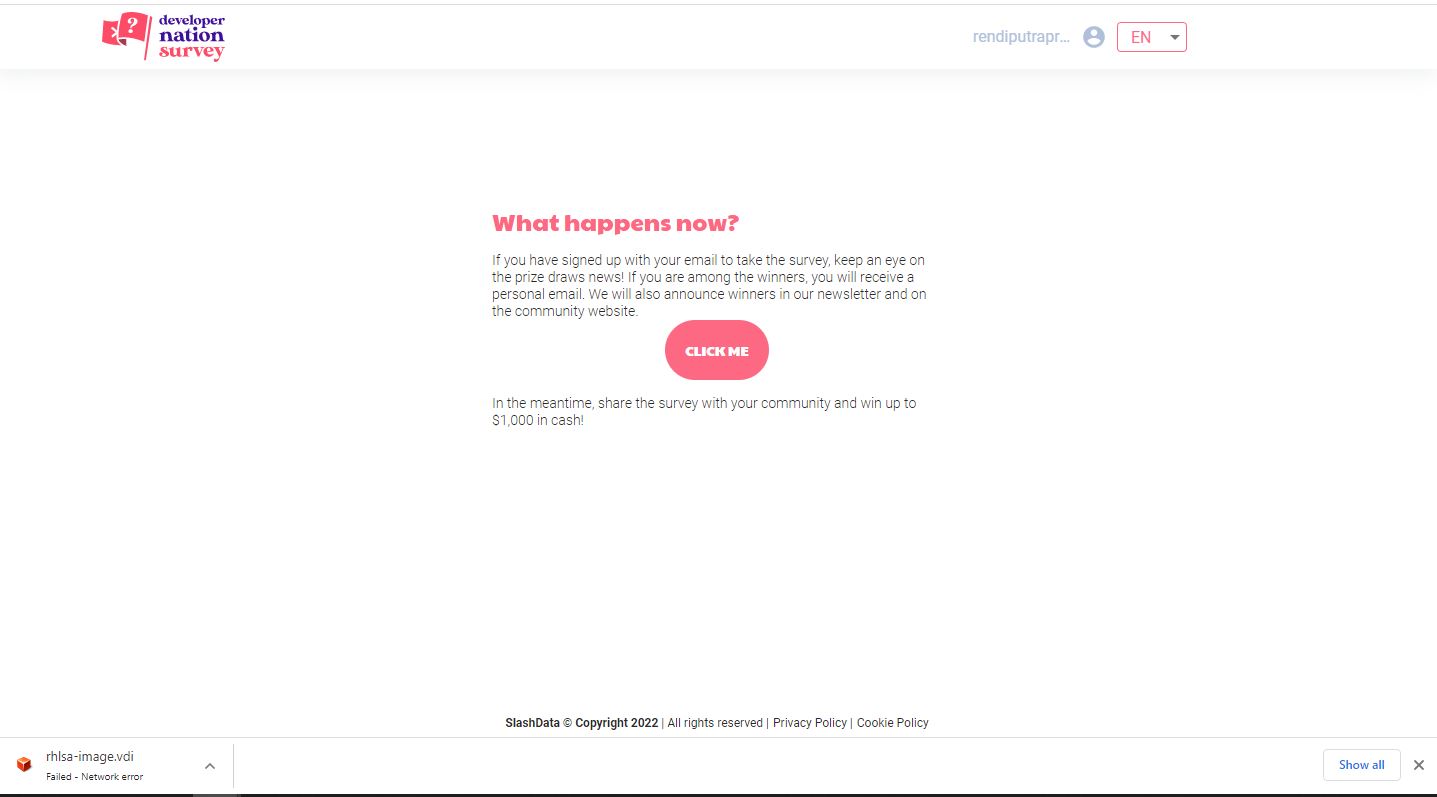 developer
nation
survey
rendiputrapr...
EN
What happens now?
If you have signed up with your email to take the survey, keep an eye on
the prize draws news! If you are among the winners, you will receive a
personal email. We will also announce winners in our newsletter and on
the community website.
CLICK ME
In the meantime, share the survey with your community and win up to
$1,000 in cash!
SlashData © Copyright 2022 | All rights reserved | Privacy Policy | Cookie Policy
rhlsa-image.vdi
Failed - Network error
Show all